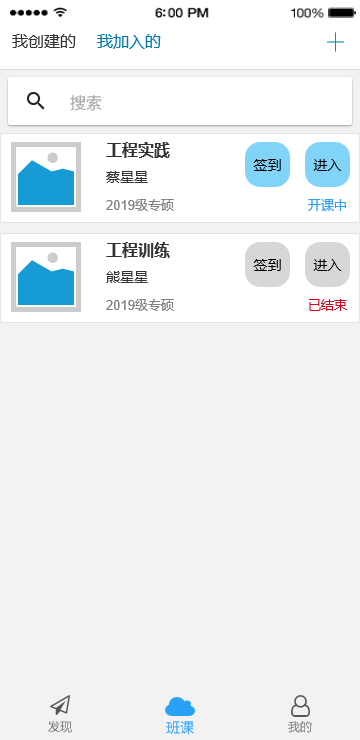 6:00 PM 100%
我创建的 我加入的
搜索
工程实践
签到 进入
蔡星星
2019级专硕 开课中
工程训练
签到 进入
熊星星
2019级专硕 已结束
发现 班课 我的